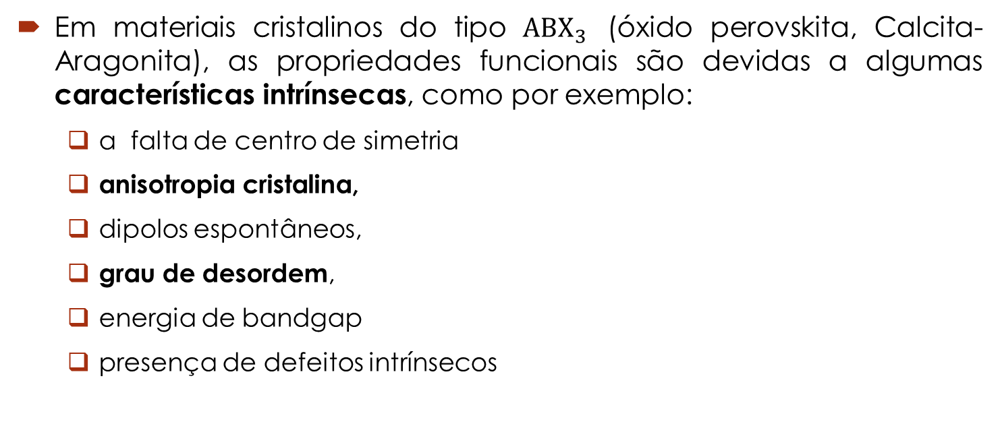 Em materiais cristalinos do tipo ABX₃ (óxido perovskita, Calcita-
Aragonita), as propriedades funcionais são devidas a algumas
características intrínsecas, como por exemplo:
a falta de centro de simetria
anisotropia cristalina,
dipolos espontâneos,
grau de desordem,
energia de bandgap
presença de defeitos intrínsecos